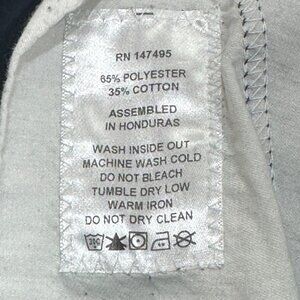 RN 147495
65% POLYESTER
35% COTTON
ASSEMBLED
IN HONDURAS
WASH INSIDE OUT
MACHINE WASH COLD
DO NOT BLEACH
TUMBLE DRY LOW
WARM IRON
DO NOT DRY CLEAN